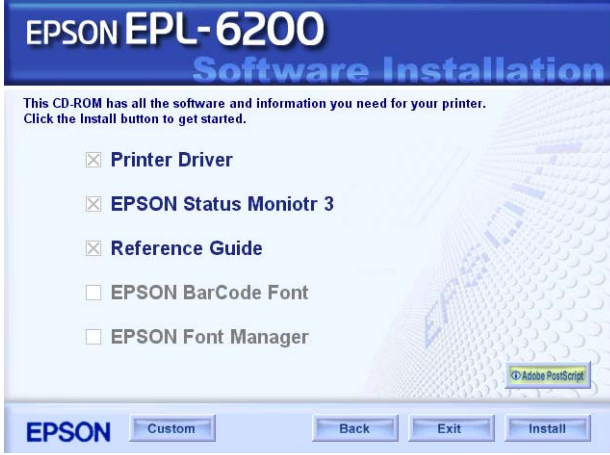 EPSON EPL-6200
Software Installation
This CD-ROM has all the software and information you need for your printer.
Click the Install button to get started.
Printer Driver
EPSON Status Moniotr 3
Reference Guide
EPSON BarCode Font
EPSON Font Manager
EPSON
Adobe PostScript
EPSON
Custom
Back
Exit
Install